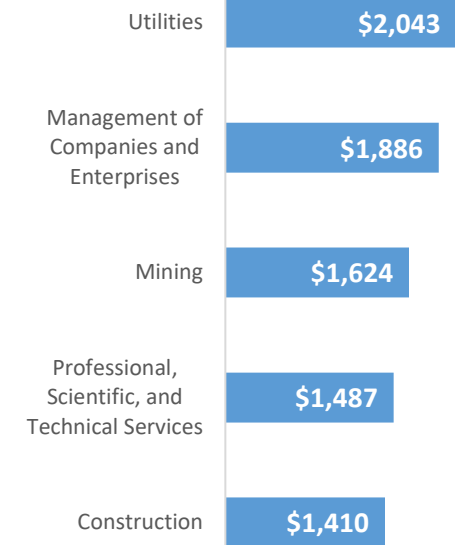 Utilities
$2,043
Management of
Companies and
Enterprises
$1,886
Mining
$1,624
Professional,
Scientific, and
Technical Services
$1,487
Construction
$1,410